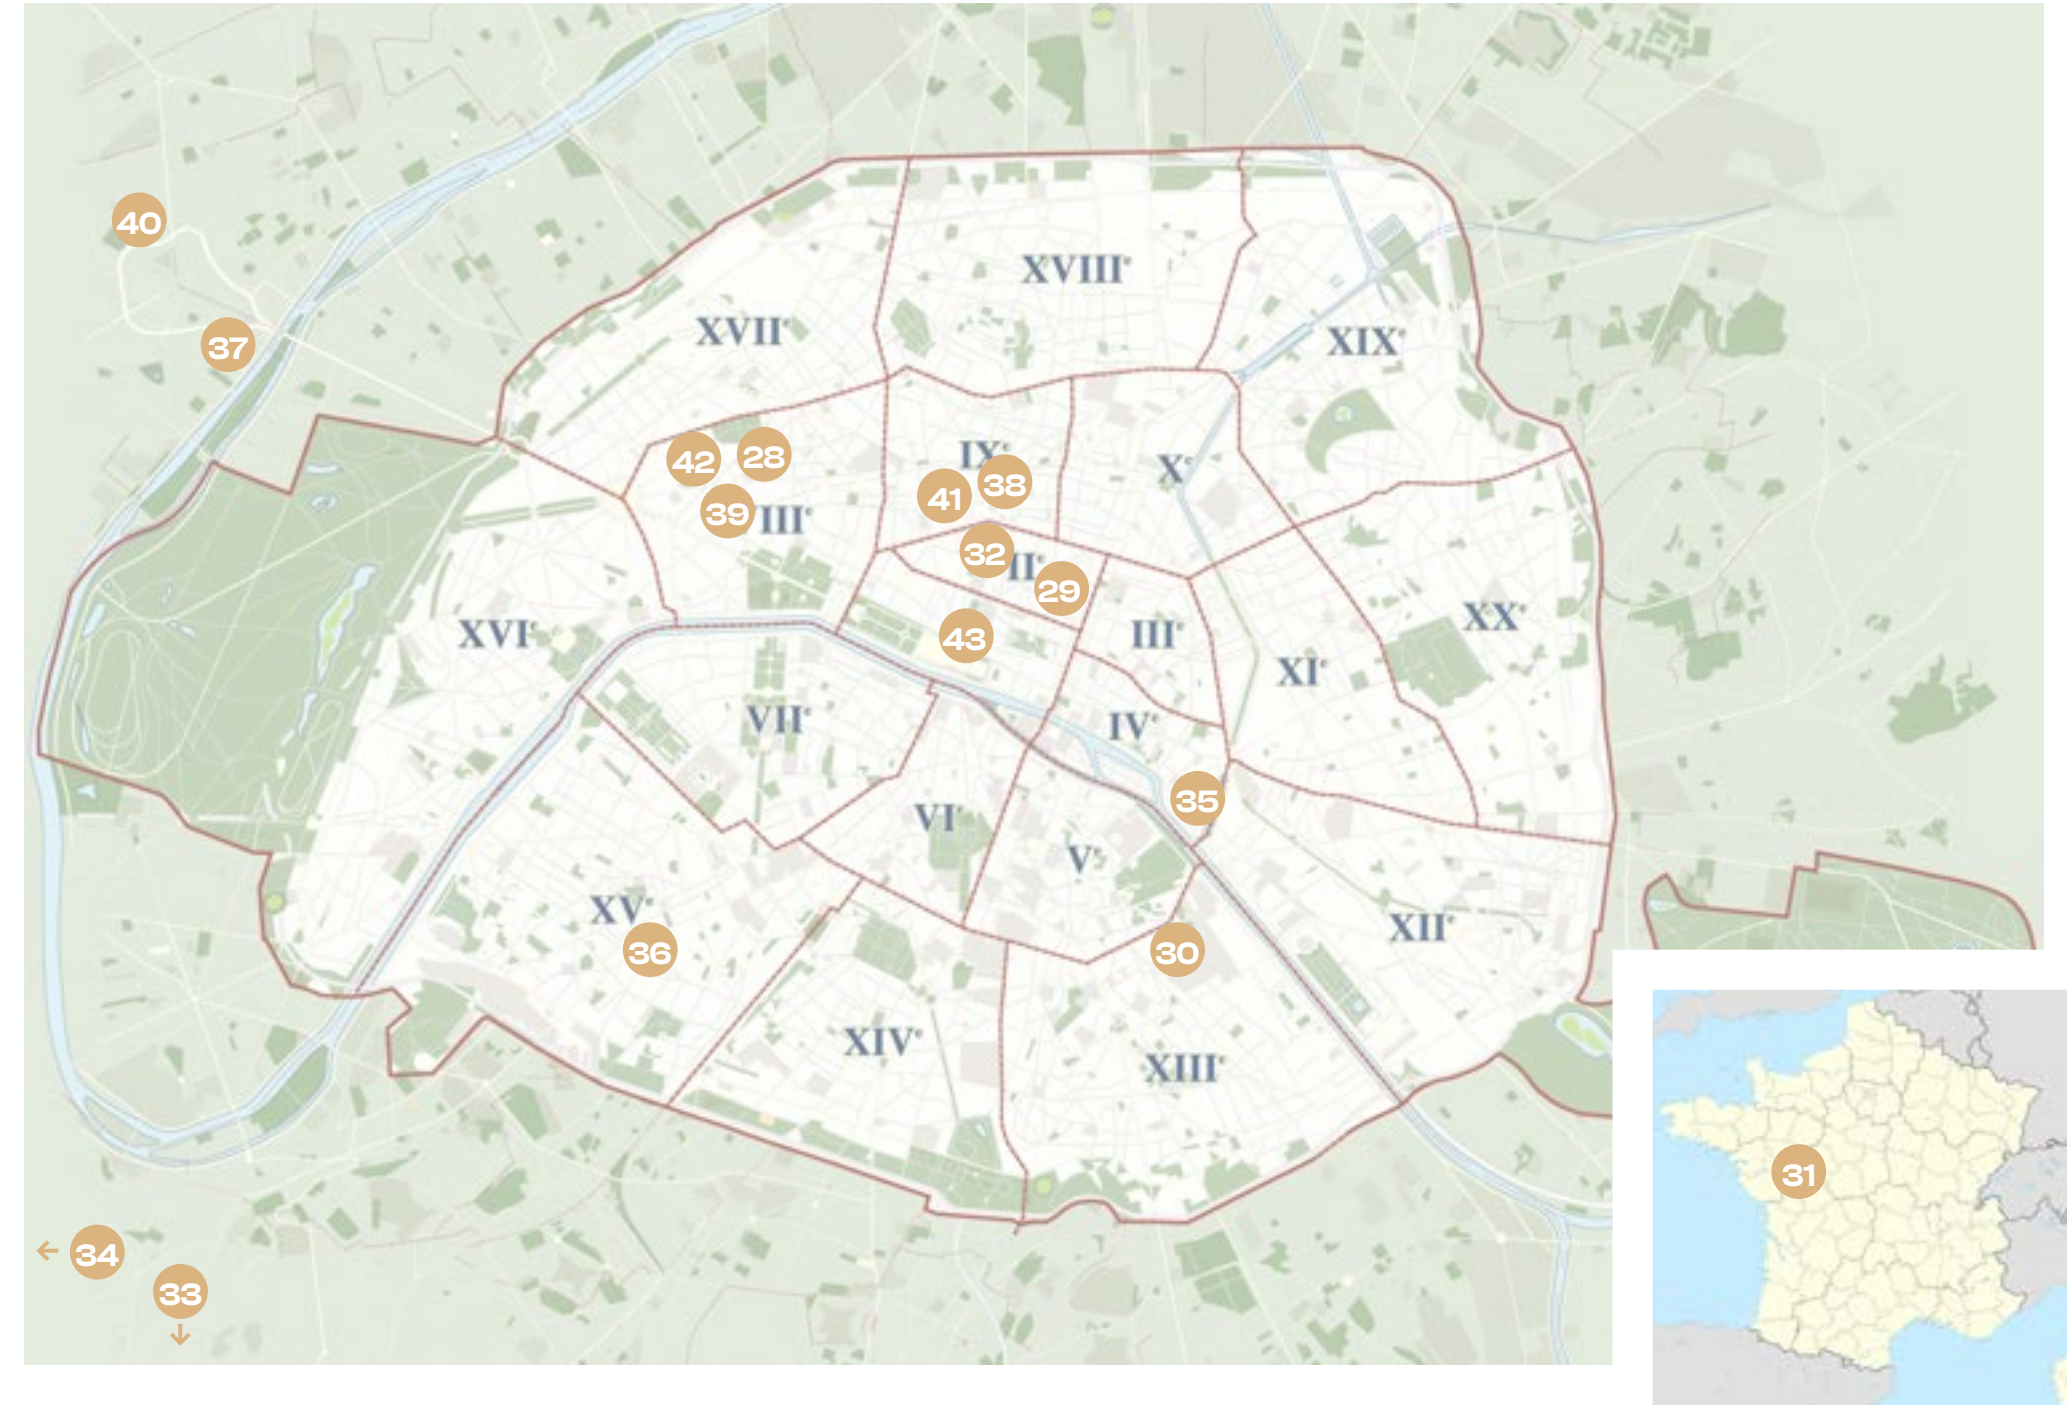 40
XVIIIᵉ
XVIIᵉ
37
XIXᵉ
42
28
IXᵉ
41
38
Xᵉ
39
IIIᵉ
32
IIᵉ
29
43
XVIᵉ
IIIᵉ
XXᵉ
XIᵉ
VIIᵉ
IVᵉ
35
VIᵉ
Vᵉ
XVᵉ
36
30
XIIᵉ
XIVᵉ
XIIIᵉ
31
← 34
33
↓